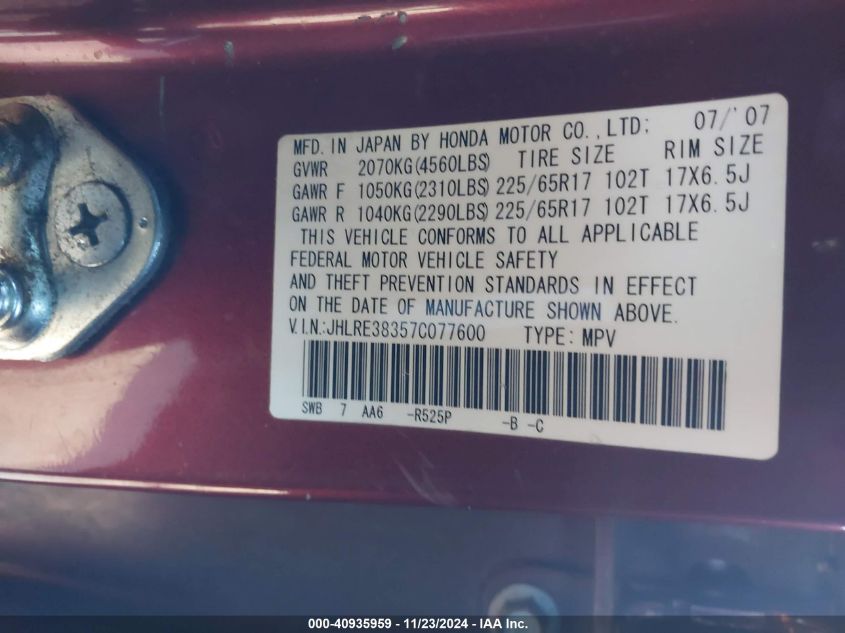 MFD. IN JAPAN BY HONDA MOTOR CO., LTD: 07/'07
GVWR 2070KG(4560LBS) TIRE SIZE RIM SIZE
GAWR F 1050KG(2310LBS) 225/65R17 102T 17X6.5J
GAWR R 1040KG(2290LBS) 225/65R17 102T 17X6.5J
THIS VEHICLE CONFORMS TO ALL APPLICABLE
FEDERAL MOTOR VEHICLE SAFETY
AND THEFT PREVENTION STANDARDS IN EFFECT
ON THE DATE OF MANUFACTURE SHOWN ABOVE.
V.I.N.:JHLRE38357C077600 TYPE: MPV
SWB 7 AA6 -R525P -B -C
000-40935959 - 11/23/2024 - IAA Inc.